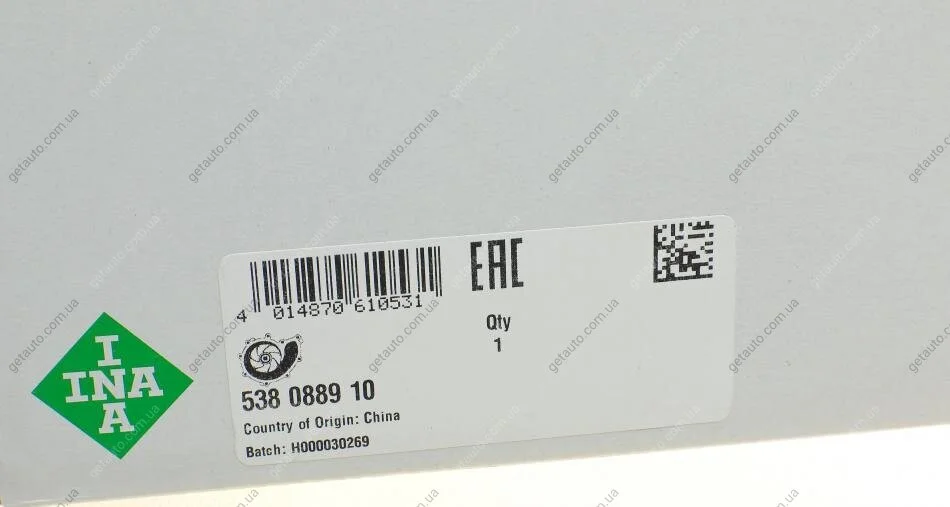 4 014870 610531
EAC
Qty
1
538 0889 10
Country of Origin: China
Batch: H000030269
I
INA
A
getauto.com.ua